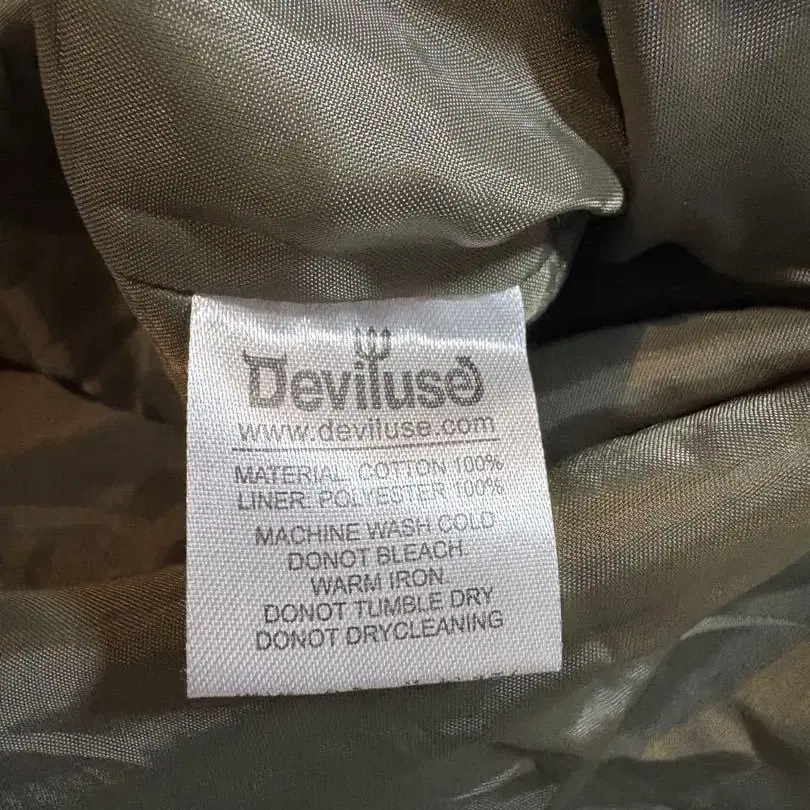 Deviluse
www.deviluse.com
MATERIAL: COTTON 100%
LINER: POLYESTER 100%
MACHINE WASH COLD
DONOT BLEACH.
WARM IRON.
DONOT TUMBLE DRY
DONOT DRYCLEANING